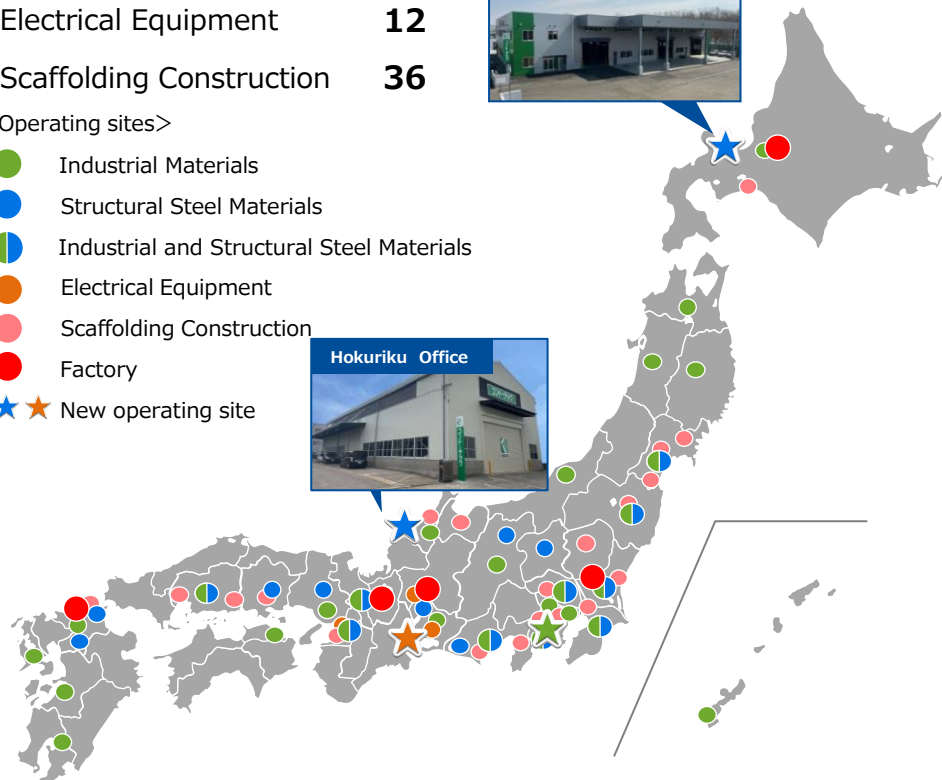 Electrical Equipment 12
Scaffolding Construction 36
Operating sites>
Industrial Materials
Structural Steel Materials
Industrial and Structural Steel Materials
Electrical Equipment
Scaffolding Construction
Factory
New operating site
Hokuriku Office